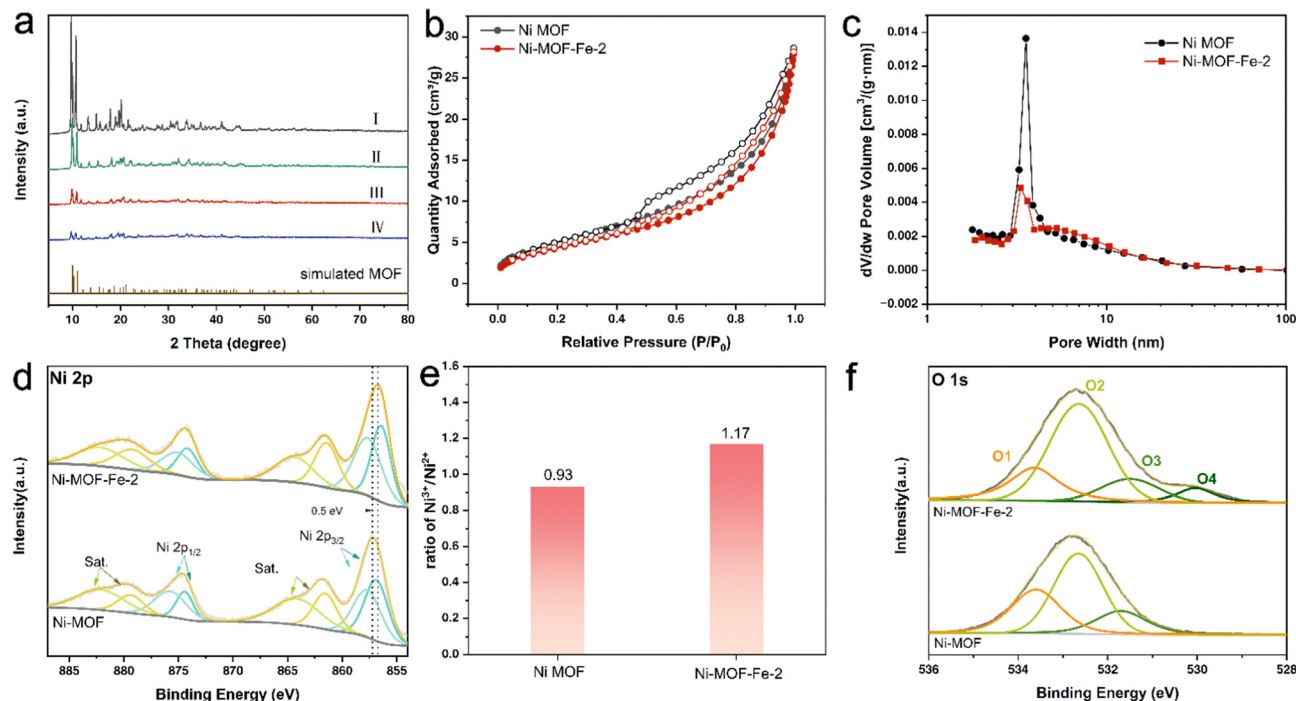 a
Intensity (a.u.)
I
II
III
IV
simulated MOF
10 20 30 40 50 60 70 80
2 Theta (degree)
b
Quantity Adsorbed (cm³/g)
30
25
20
15
10
5
0
Ni MOF
Ni-MOF-Fe-2
0.0 0.2 0.4 0.6 0.8 1.0
Relative Pressure (P/P₀)
c
dV/dw Pore Volume [cm³/(g·nm)]
0.014
0.012
0.010
0.008
0.006
0.004
0.002
0.000
−0.002
Ni MOF
Ni-MOF-Fe-2
1 10 100
Pore Width (nm)
d
Ni 2p
Intensity(a.u.)
Ni-MOF-Fe-2
0.5 eV
Ni 2p₁/₂
Ni 2p₃/₂
Sat.
Sat.
Ni-MOF
885 880 875 870 865 860 855
Binding Energy (eV)
e
ratio of Ni³⁺/Ni²⁺
1.6
1.4
1.2
1.0
0.8
0.6
0.4
0.2
0.0
0.93
1.17
Ni MOF
Ni-MOF-Fe-2
f
O 1s
Intensity(a.u.)
O2
O1
O3
O4
Ni-MOF-Fe-2
Ni-MOF
536 534 532 530 528
Binding Energy (eV)